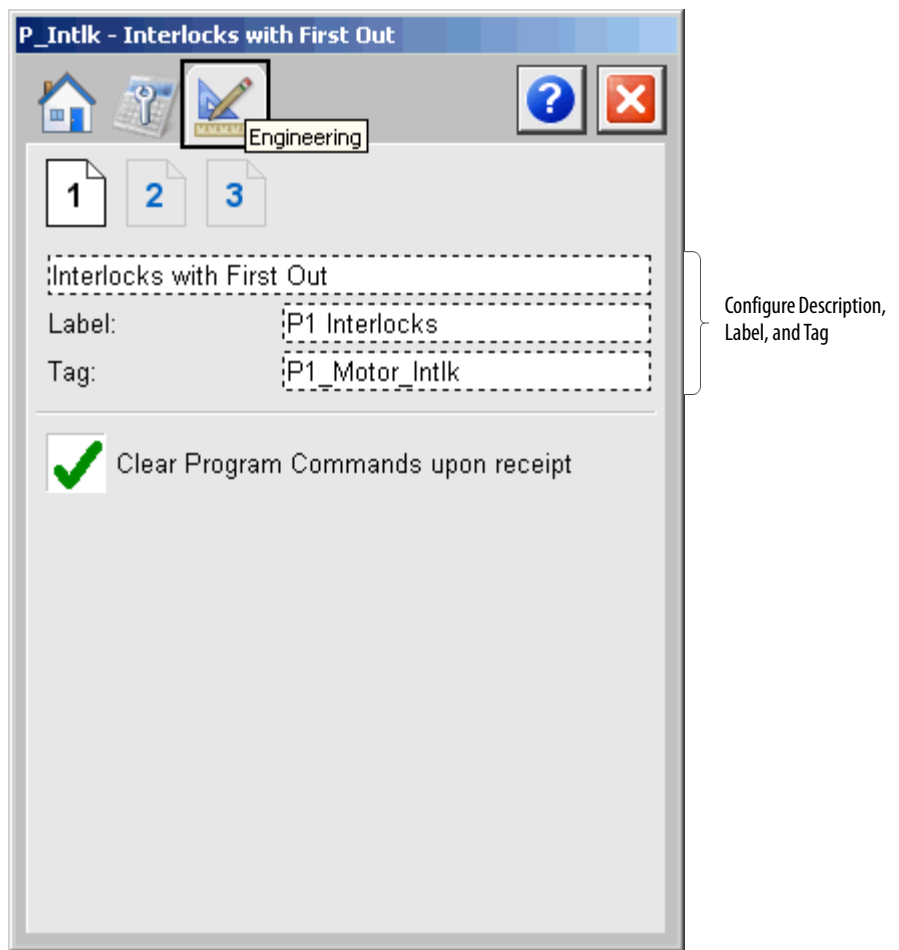 P_Intlk - Interlocks with First Out
?
Engineering
1 2 3
Interlocks with First Out
Label: P1 Interlocks
Tag: P1_Motor_Intlk
Configure Description,
Label, and Tag
Clear Program Commands upon receipt